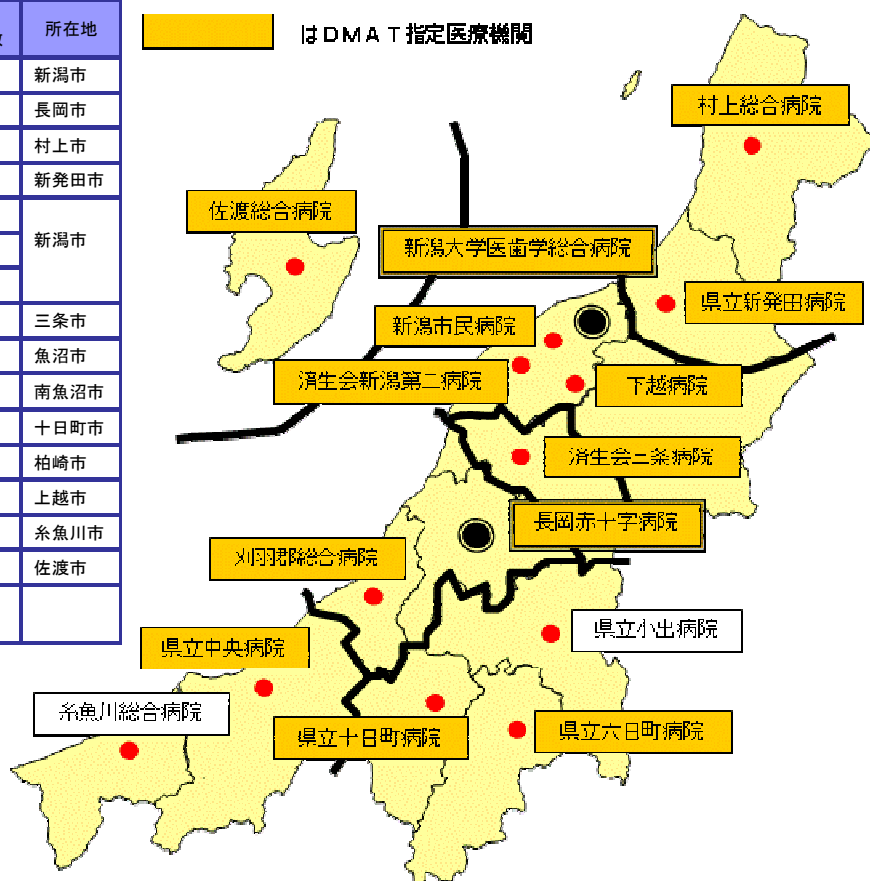 所在地
新潟市
長岡市
村上市
新発田市
新潟市
三条市
魚沼市
南魚沼市
十日町市
柏崎市
上越市
糸魚川市
佐渡市
はDMAT指定医療機関
村上総合病院
佐渡総合病院
新潟大学医歯学総合病院
県立新発田病院
新潟市民病院
済生会新潟第二病院
下越病院
済生会三条病院
長岡赤十字病院
刈羽郡総合病院
県立小出病院
県立中央病院
糸魚川総合病院
県立十日町病院
県立六日町病院